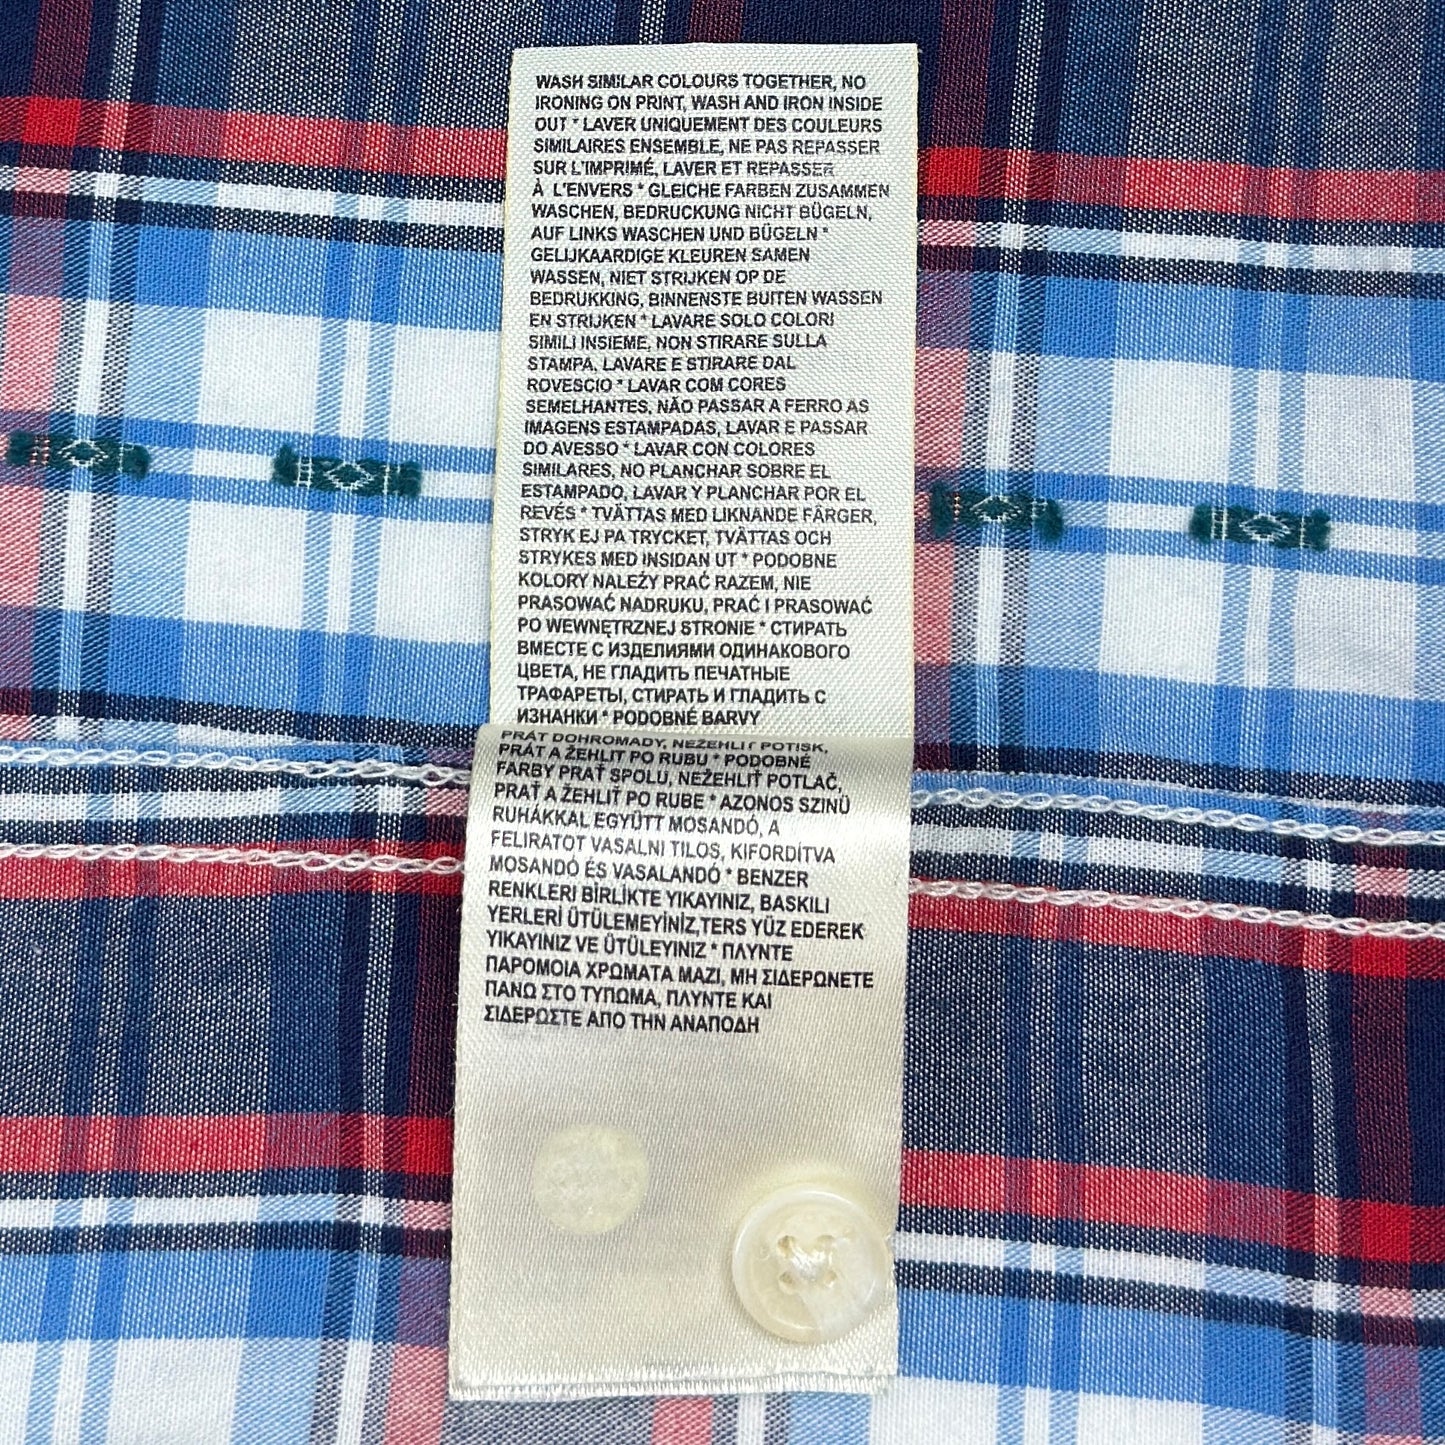 WASH SIMILAR COLOURS TOGETHER, NO
IRONING ON PRINT, WASH AND IRON INSIDE
OUT * LAVER UNIQUEMENT DES COULEURS
SIMILAIRES ENSEMBLE, NE PAS REPASSER
SUR L'IMPRIMÉ, LAVER ET REPASSER
À L'ENVERS * GLEICHE FARBEN ZUSAMMEN
WASCHEN, BEDRUCKUNG NICHT BÜGELN,
AUF LINKS WASCHEN UND BÜGELN *
GELIJKAARDIGE KLEUREN SAMEN
WASSEN, NIET STRIJKEN OP DE
BEDRUKKING, BINNENSTE BUITEN WASSEN
EN STRIJKEN * LAVARE SOLO COLORI
SIMILI INSIEME, NON STIRARE SULLA
STAMPA, LAVARE E STIRARE DAL
ROVESCIO * LAVAR COM CORES
SEMELHANTES, NÃO PASSAR A FERRO AS
IMAGENS ESTAMPADAS, LAVAR E PASSAR
DO AVESSO * LAVAR CON COLORES
SIMILARES, NO PLANCHAR SOBRE EL
ESTAMPADO, LAVAR Y PLANCHAR POR EL
REVÉS * TVÄTTAS MED LIKNANDE FÄRGER,
STRYK EJ PA TRYCKET, TVÄTTAS OCH
STRYKES MED INSIDAN UT * PODOBNE
KOLORY NALEŻY PRAĆ RAZEM, NIE
PRASOWAĆ NADRUKU, PRAĆ I PRASOWAĆ
PO WEWNĘTRZNEJ STRONIE * СТИРАТЬ
ВМЕСТЕ С ИЗДЕЛИЯМИ ОДИНАКОВОГО
ЦВЕТА, НЕ ГЛАДИТЬ ПЕЧАТНЫЕ
ТРАФАРЕТЫ, СТИРАТЬ И ГЛАДИТЬ С
ИЗНАНКИ * PODOBNÉ BARVY
PRÁT DOHROMADY, NEŽEHLIT POTISK,
PRÁT A ŽEHLIT PO RUBU * PODOBNÉ
FARBY PRAŤ SPOLU, NEŽEHLIŤ POTLAČ,
PRAŤ A ŽEHLIŤ PO RUBE * AZONOS SZINŰ
RUHÁKKAL EGYÜTT MOSANDÓ, A
FELIRATOT VASALNI TILOS, KIFORDÍTVA
MOSANDÓ ÉS VASALANDÓ * BENZER
RENKLERİ BİRLİKTE YIKAYINIZ, BASKILI
YERLERİ ÜTÜLEMEYİNİZ,TERS YÜZ EDEREK
YIKAYINIZ VE ÜTÜLEYINIZ * ΠΛΥΝΤΕ
ΠΑΡΟΜΟΙΑ ΧΡΩΜΑΤΑ ΜΑΖΙ, ΜΗ ΣΙΔΕΡΩΝΕΤΕ
ΠΑΝΩ ΣΤΟ ΤΥΠΩΜΑ, ΠΛΥΝΤΕ ΚΑΙ
ΣΙΔΕΡΩΣΤΕ ΑΠΟ ΤΗΝ ΑΝΑΠΟΔΗ